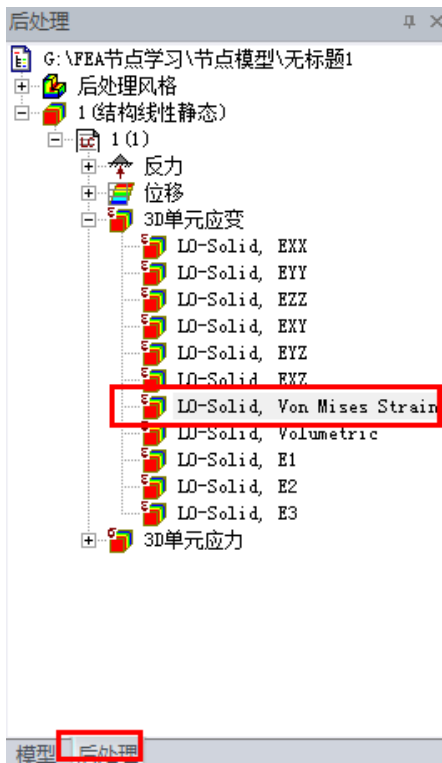 后处理
G:\FEA节点学习\节点模型\无标题1
后处理风格
1(结构线性静态)
1(1)
反力
位移
3D单元应变
LO-Solid, EXX
LO-Solid, EYY
LO-Solid, EZZ
LO-Solid, EXY
LO-Solid, EYZ
LO-Solid, EXZ
LO-Solid, Von Mises Strain
LO-Solid, Volumetric
LO-Solid, E1
LO-Solid, E2
LO-Solid, E3
3D单元应力
模型 后处理